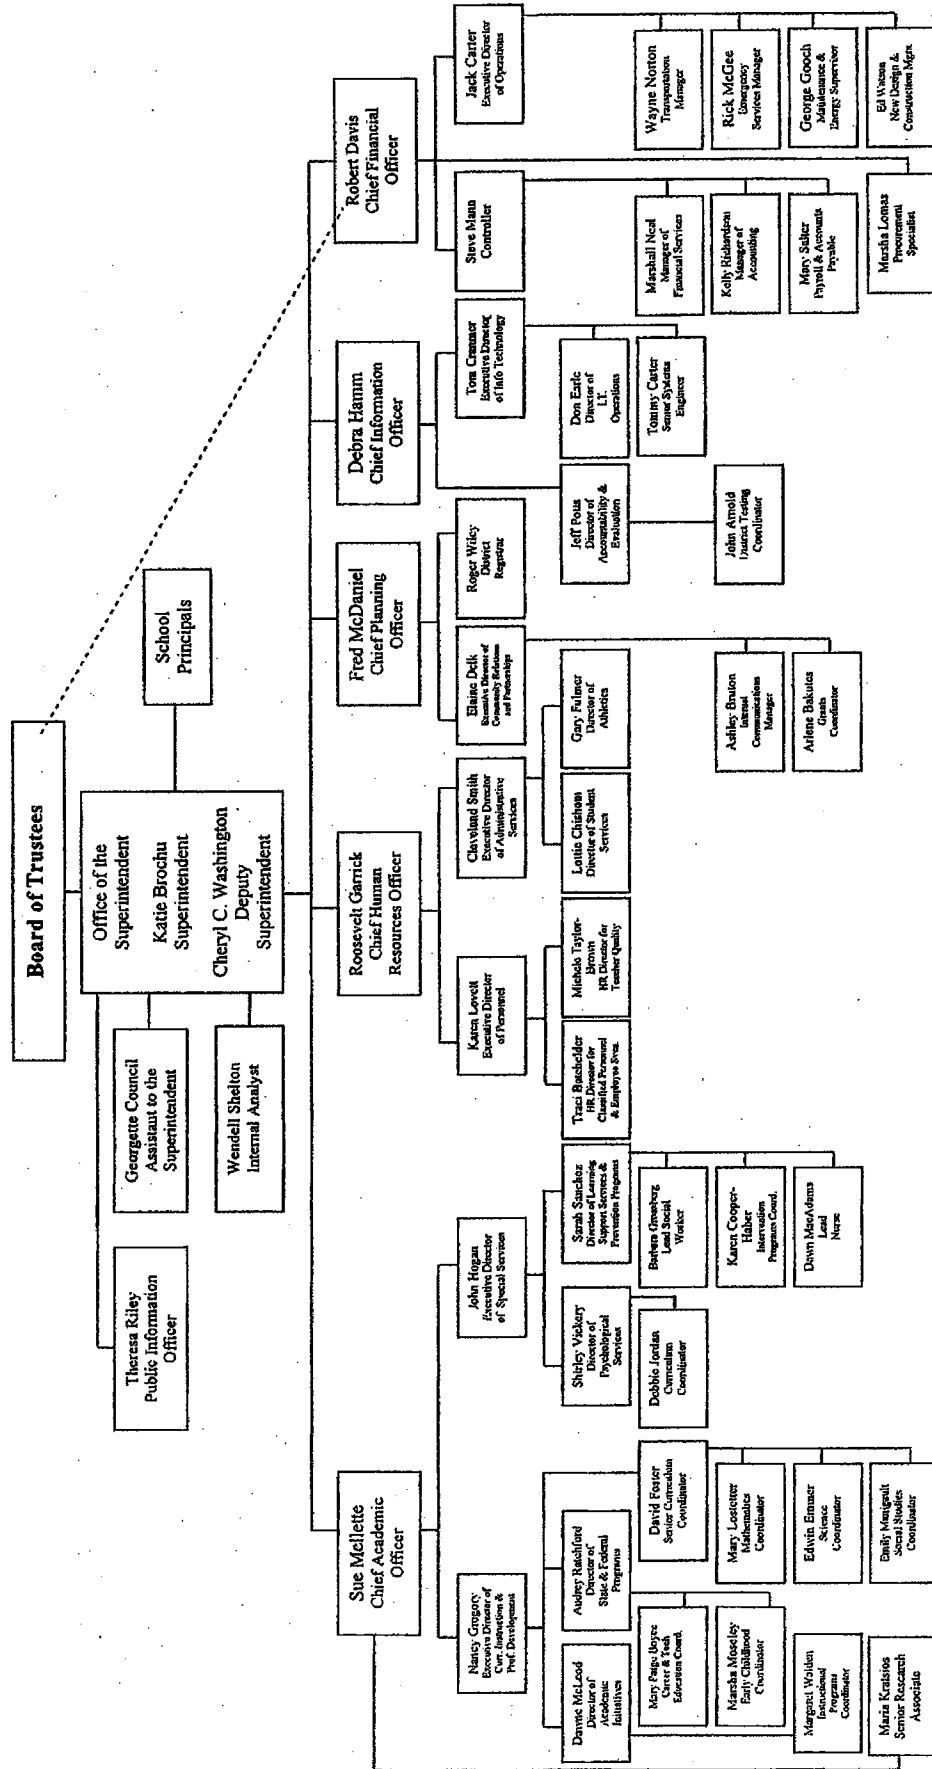 Board of Trustees
Office of the
Superintendent
Katie Brochu
Superintendent
Cheryl C. Washington
Deputy
Superintendent
School
Principals
Theresa Riley
Public Information
Officer
Georgette Council
Assistant to the
Superintendent
Wendell Shelton
Internal Analyst
Sue Mellette
Chief Academic
Officer
Roosevelt Garrick
Chief Human
Resources Officer
Fred McDaniel
Chief Planning
Officer
Debra Hamm
Chief Information
Officer
Robert Davis
Chief Financial
Officer
Nancy Gregory
Executive Director of
Curr. Instruction &
Prof. Development
John Hogan
Executive Director
of Special Services
Karen Lovett
Executive Director
of Personnel
Cleveland Smith
Executive Director
of Administrative
Services
Elaine Delk
Executive Director of
Community Relations
and Partnerships
Roger Wiley
District
Registrar
Tom Cranmer
Executive Director
of Info Technology
Steve Mann
Controller
Jack Carter
Executive Director
of Operations
Dawne McLeod
Director of
Academic
Initiatives
Audrey Ratchford
Director of
State & Federal
Programs
David Foster
Senior Curriculum
Coordinator
Shirley Vickery
Director of
Psychological
Services
Sarah Sanchez
Director of Learning
Support Services &
Prevention Programs
Traci Batchelder
HR Director for
Classified Personnel
& Employee Svcs.
Michele Taylor-
Brown
HR Director for
Teacher Quality
Lottie Chishom
Director of Student
Services
Gary Fulmer
Director of
Athletics
Jeff Potts
Director of
Accountability &
Evaluation
Don Earle
Director of
I.T.
Operations
Mary Paige Boyce
Career & Tech
Education Coord.
Marsha Moseley
Early Childhood
Coordinator
Margaret Walden
Instructional
Programs
Coordinator
Maria Kratsios
Senior Research
Associate
Mary Lostetter
Mathematics
Coordinator
Edwin Emmer
Science
Coordinator
Emily Manigault
Social Studies
Coordinator
Debbie Jordan
Curriculum
Coordinator
Barbara Greenberg
Lead Social
Worker
Karen Cooper-
Haber
Intervention
Programs Coord.
Dawn MacAdams
Lead
Nurse
Ashley Bruton
Internal
Communications
Manager
Arlene Bakutes
Grants
Coordinator
John Arnold
District Testing
Coordinator
Tommy Carter
Senior Systems
Engineer
Marshall Neal
Manager of
Financial Services
Kelly Richardson
Manager of
Accounting
Mary Salter
Payroll & Accounts
Payable
Marsha Lomas
Procurement
Specialist
Wayne Norton
Transportation
Manager
Rick McGee
Emergency
Services Manager
George Gooch
Maintenance &
Energy Supervisor
Ed Watson
New Design &
Construction Mgr.